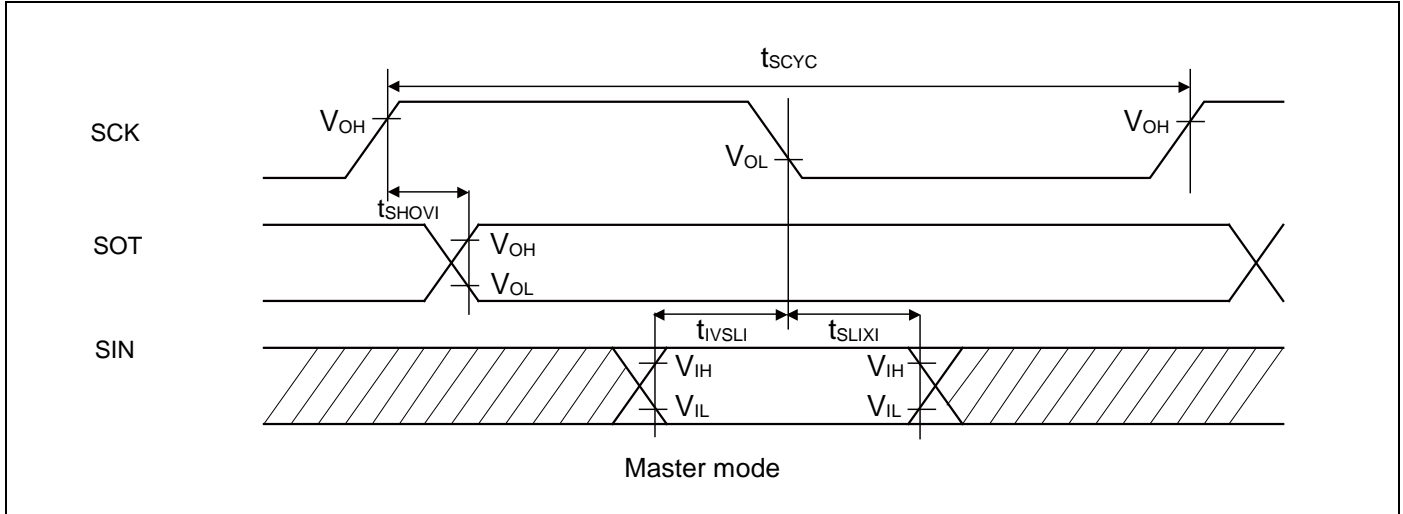 tSCYC
SCK
VOH
VOL
VOH
tSHOVI
SOT
VOH
VOL
tIVSLI
tSLIXI
SIN
VIH
VIH
VIL
VIL
Master mode